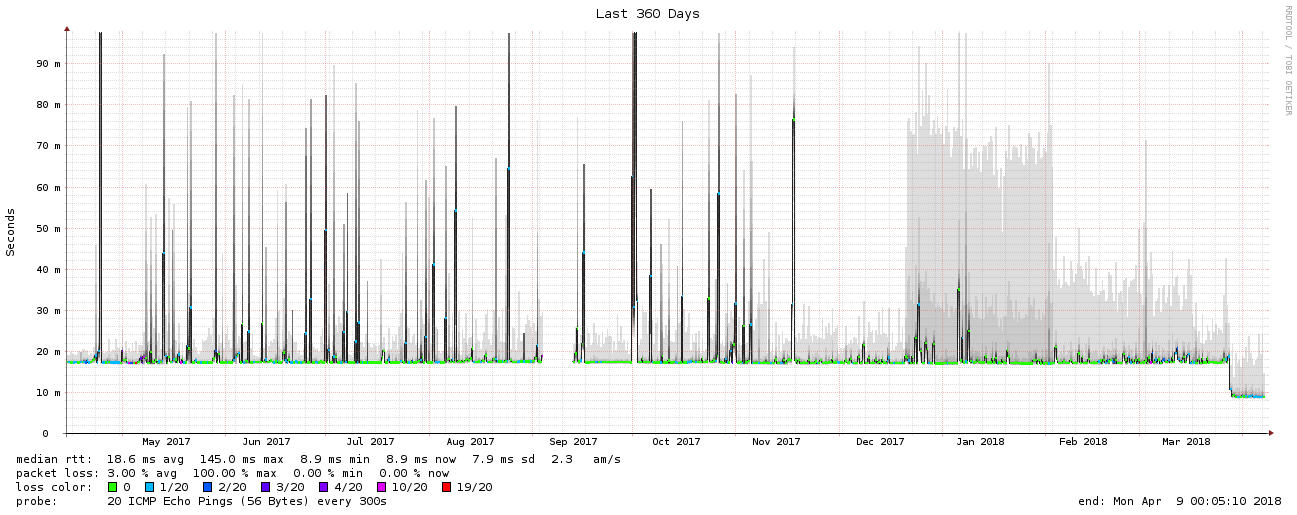 Last 360 Days
RRDTOOL / TOBI OETIKER
Seconds
90 m
80 m
70 m
60 m
50 m
40 m
30 m
20 m
10 m
0
May 2017 Jun 2017 Jul 2017 Aug 2017 Sep 2017 Oct 2017 Nov 2017 Dec 2017 Jan 2018 Feb 2018 Mar 2018
median rtt: 18.6 ms avg 145.0 ms max 8.9 ms min 8.9 ms now 7.9 ms sd 2.3 am/s
packet loss: 3.00 % avg 100.00 % max 0.00 % min 0.00 % now
loss color: 0 1/20 2/20 3/20 4/20 10/20 19/20
probe: 20 ICMP Echo Pings (56 Bytes) every 300s end: Mon Apr 9 00:05:10 2018